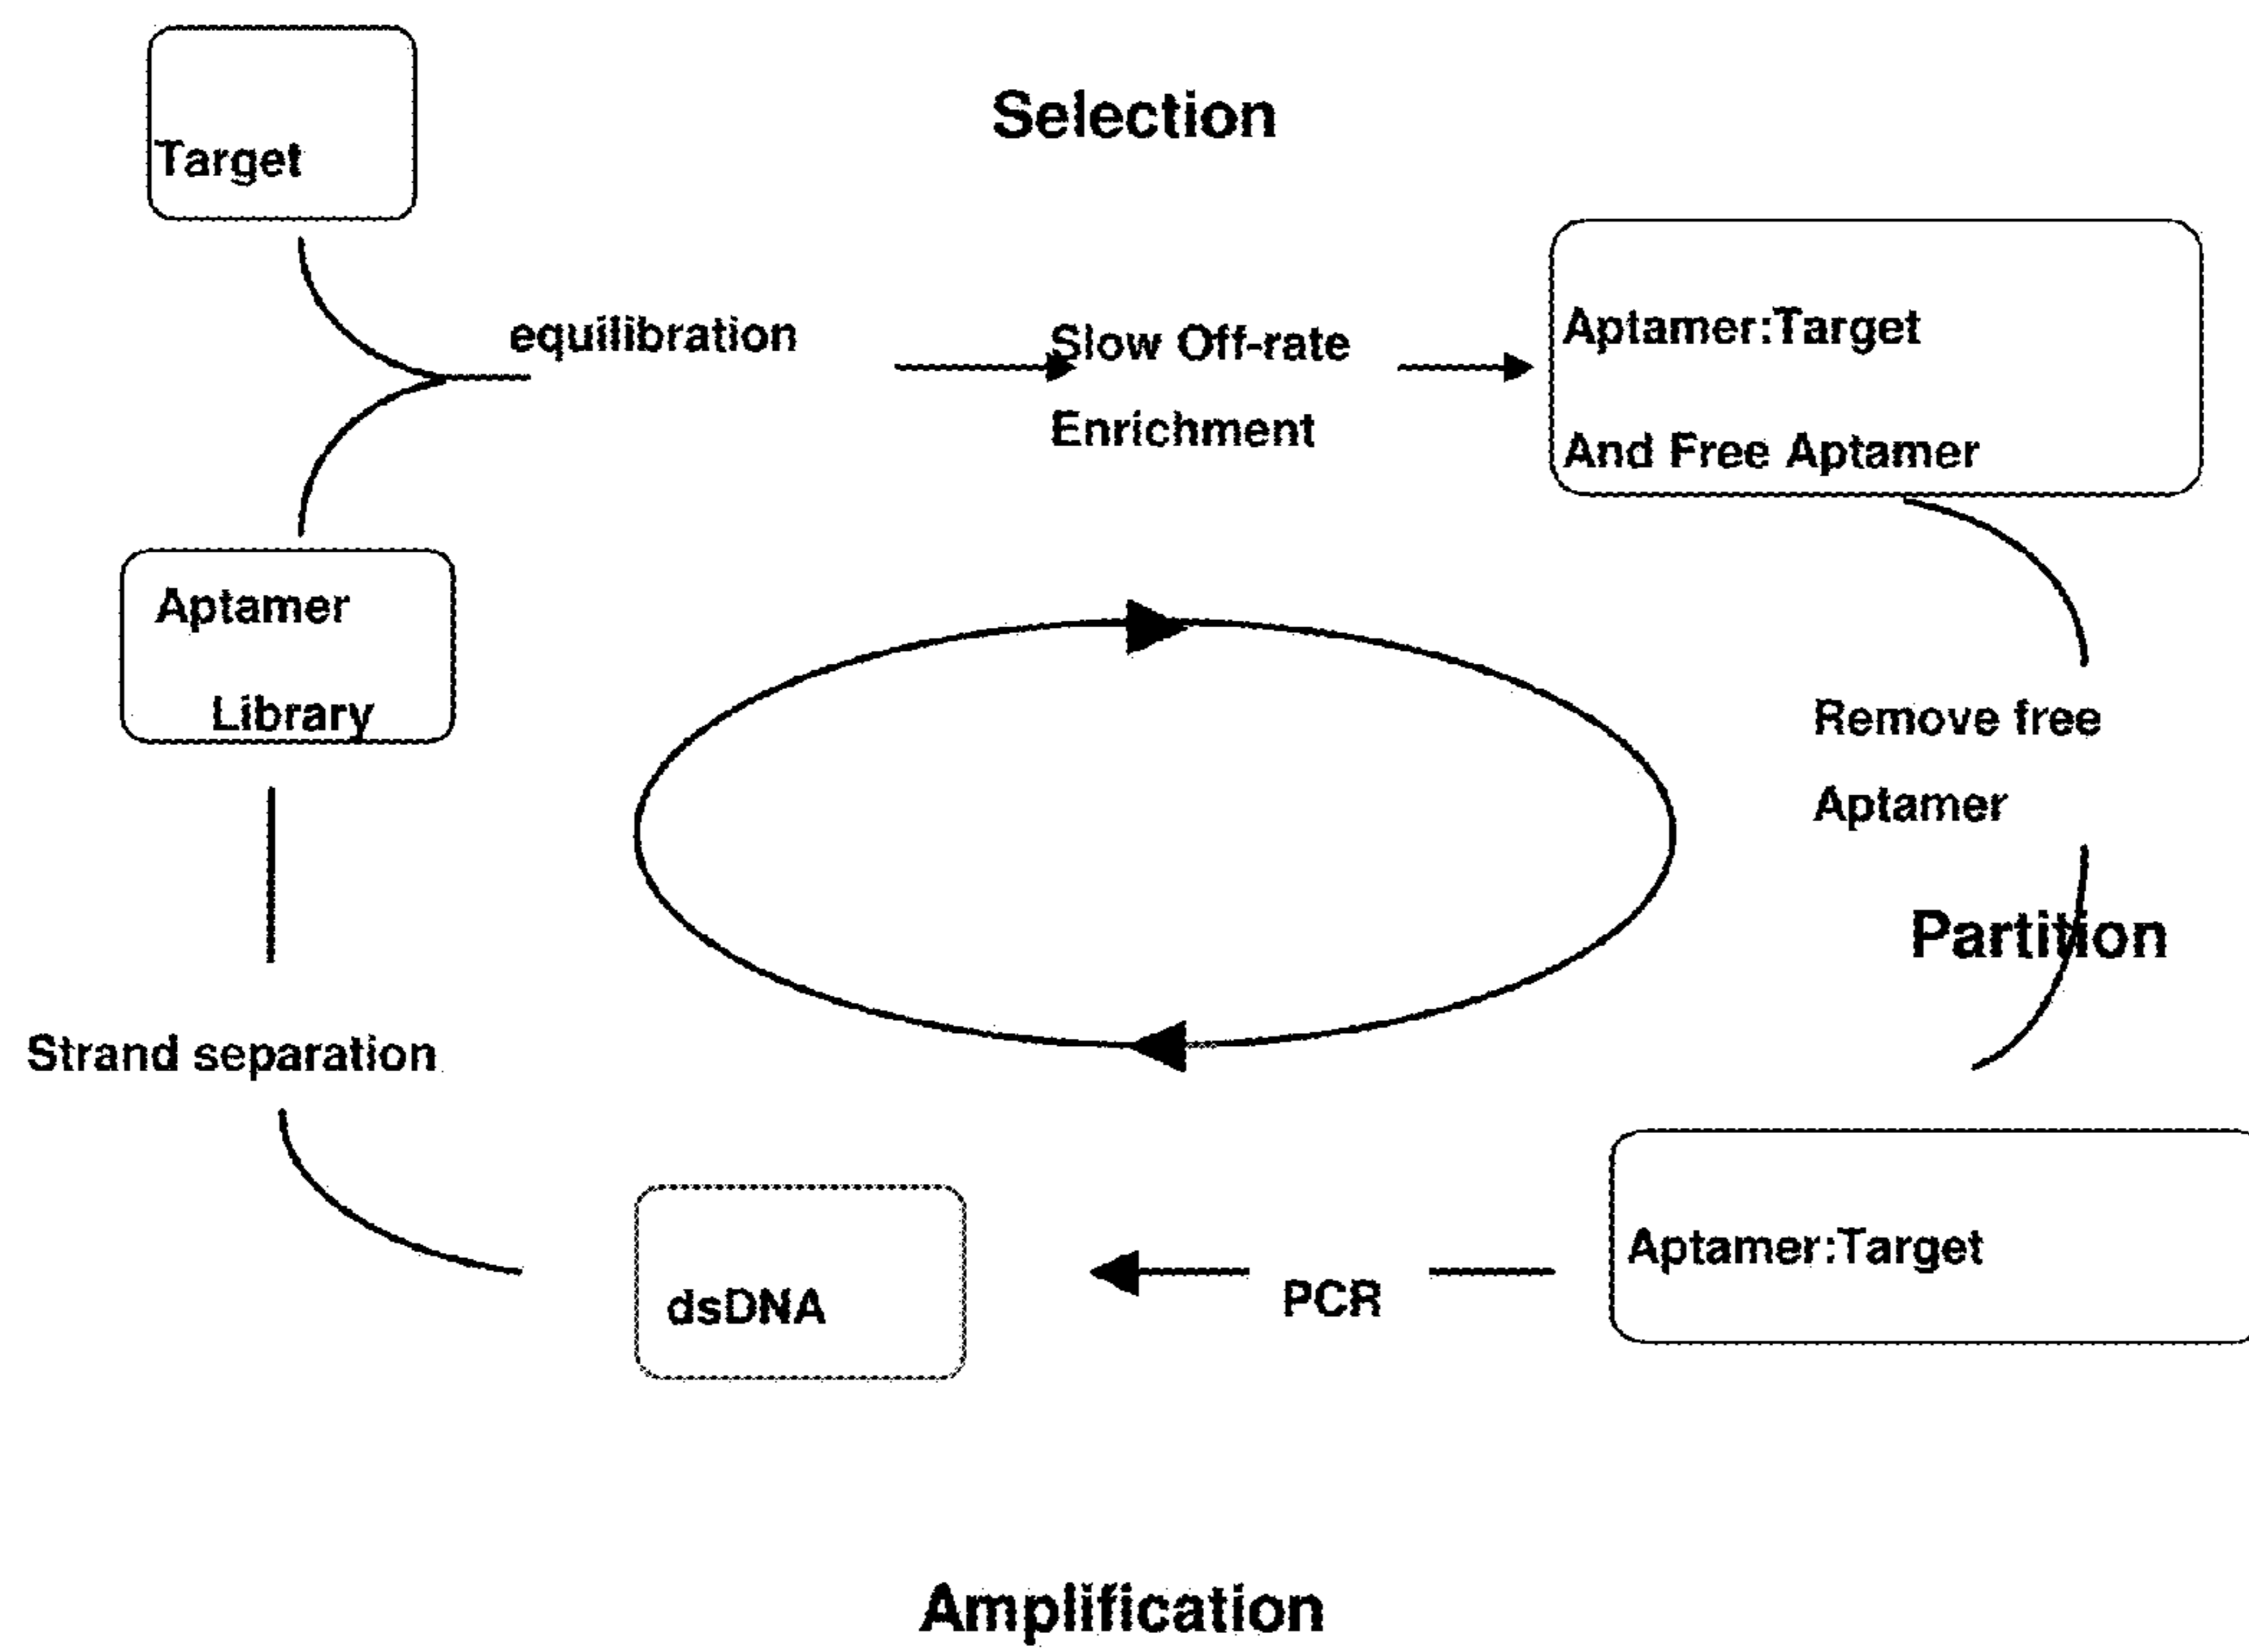 Selection
Target
equilibration
Slow Off-rate
Enrichment
Aptamer:Target
And Free Aptamer
Aptamer
Library
Remove free
Aptamer
Partition
Strand separation
Aptamer:Target
PCR
dsDNA
Amplification